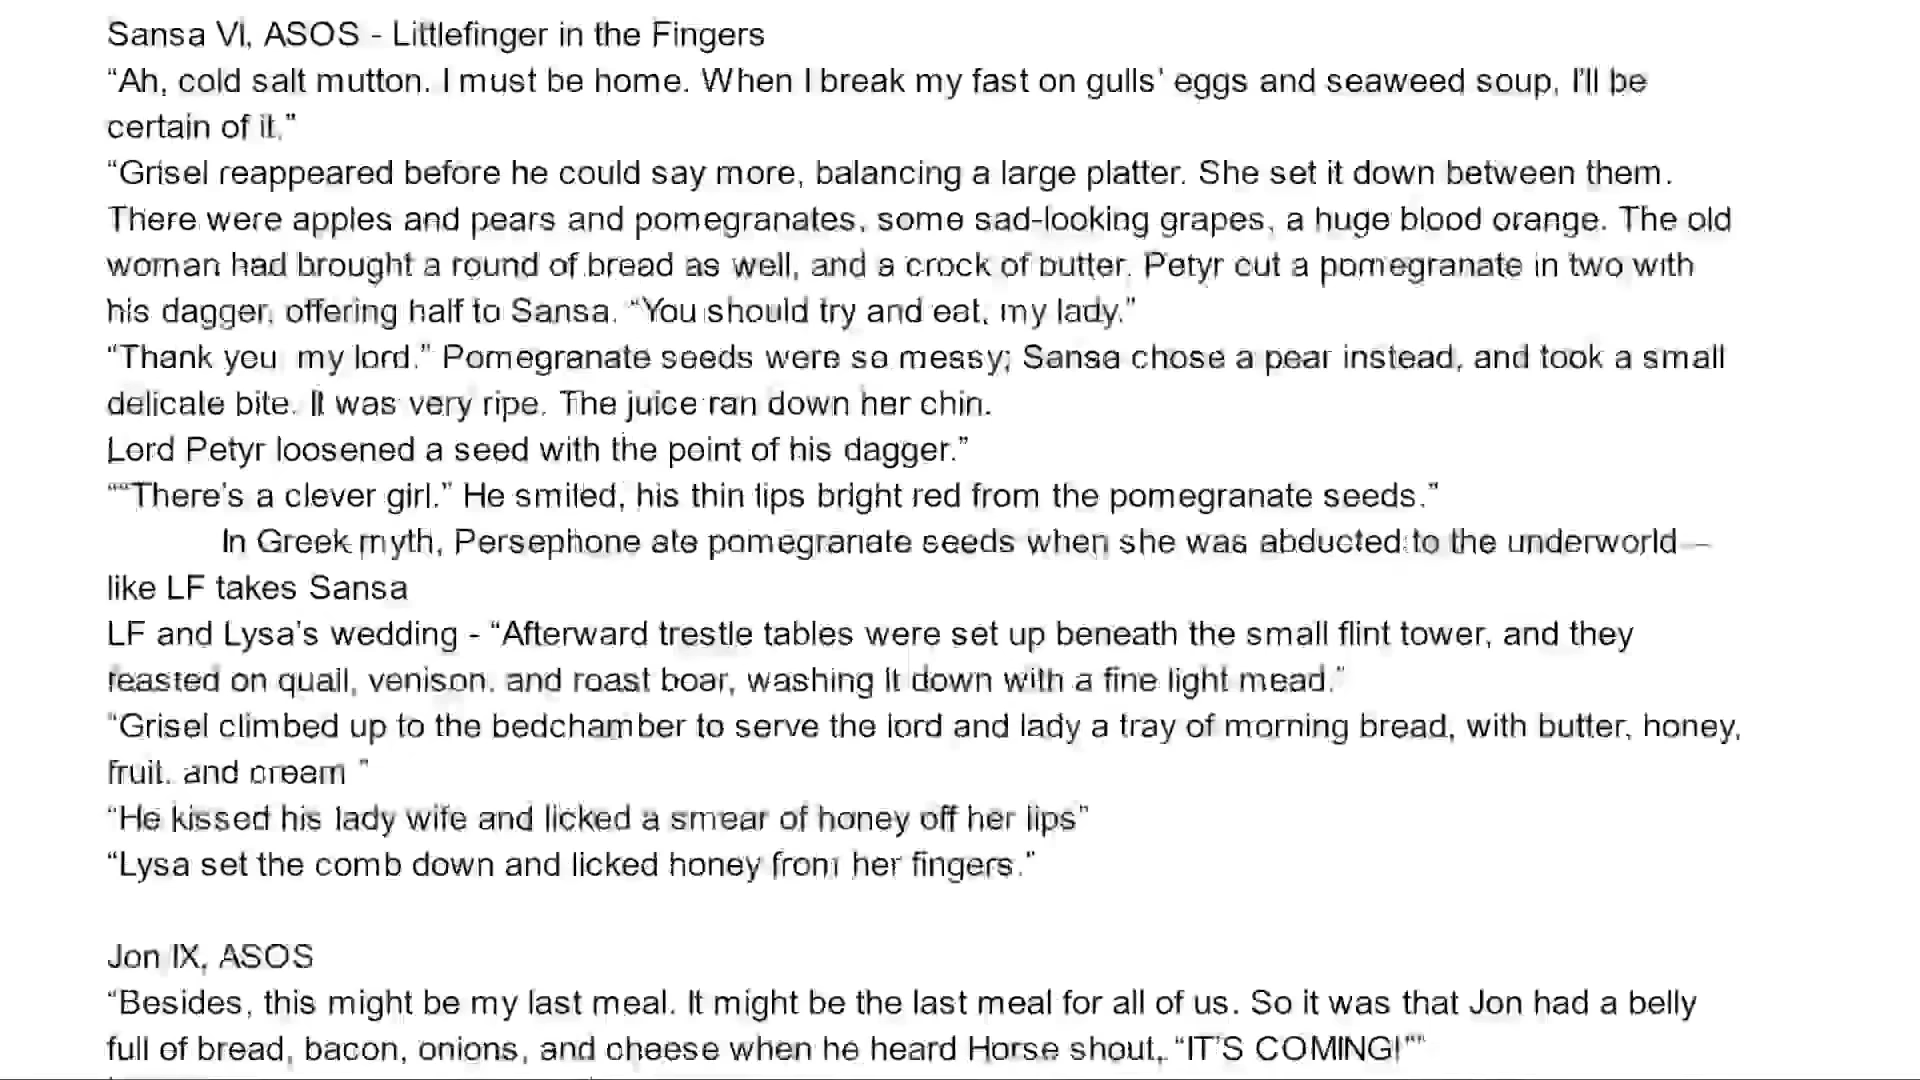 Sansa VI, ASOS - Littlefinger in the Fingers
“Ah, cold salt mutton. I must be home. When I break my fast on gulls’ eggs and seaweed soup, I’ll be
certain of it.”
“Grisel reappeared before he could say more, balancing a large platter. She set it down between them.
There were apples and pears and pomegranates, some sad-looking grapes, a huge blood orange. The old
woman had brought a round of bread as well, and a crock of butter. Petyr cut a pomegranate in two with
his dagger, offering half to Sansa. “You should try and eat, my lady.”
“Thank you, my lord.” Pomegranate seeds were so messy; Sansa chose a pear instead, and took a small
delicate bite. It was very ripe. The juice ran down her chin.
Lord Petyr loosened a seed with the point of his dagger.”
““There’s a clever girl.” He smiled, his thin lips bright red from the pomegranate seeds.”
In Greek myth, Persephone ate pomegranate seeds when she was abducted to the underworld –
like LF takes Sansa
LF and Lysa’s wedding - “Afterward trestle tables were set up beneath the small flint tower, and they
feasted on quail, venison, and roast boar, washing it down with a fine light mead.”
“Grisel climbed up to the bedchamber to serve the lord and lady a tray of morning bread, with butter, honey,
fruit, and cream.”
“He kissed his lady wife and licked a smear of honey off her lips”
“Lysa set the comb down and licked honey from her fingers.”
Jon IX, ASOS
“Besides, this might be my last meal. It might be the last meal for all of us. So it was that Jon had a belly
full of bread, bacon, onions, and cheese when he heard Horse shout, “IT’S COMING!””